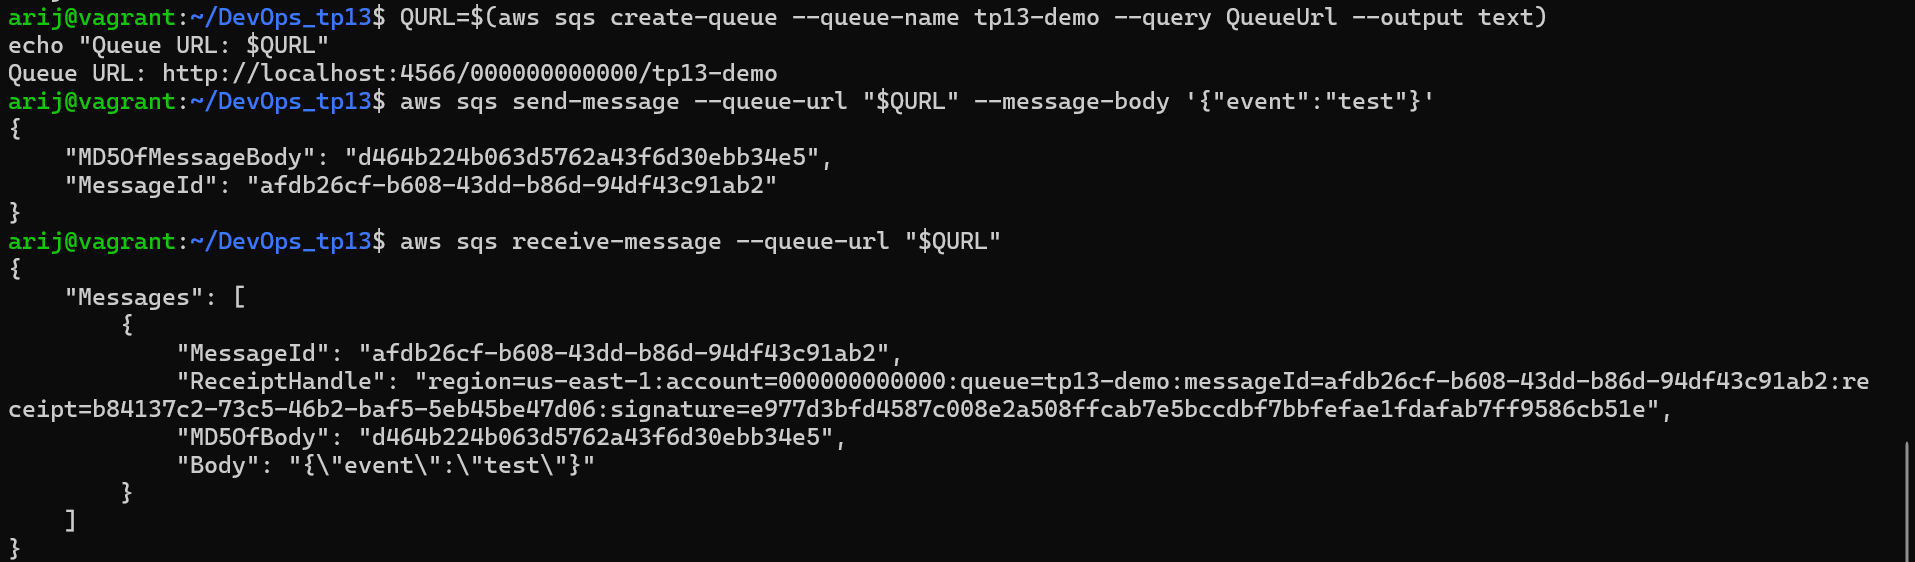 arij@vagrant:~/DevOps_tp13$ QURL=$(aws sqs create-queue --queue-name tp13-demo --query QueueUrl --output text)
echo "Queue URL: $QURL"
Queue URL: http://localhost:4566/000000000000/tp13-demo
arij@vagrant:~/DevOps_tp13$ aws sqs send-message --queue-url "$QURL" --message-body '{"event":"test"}'
{
    "MD5OfMessageBody": "d464b224b063d5762a43f6d30ebb34e5",
    "MessageId": "afdb26cf-b608-43dd-b86d-94df43c91ab2"
}
arij@vagrant:~/DevOps_tp13$ aws sqs receive-message --queue-url "$QURL"
{
    "Messages": [
        {
            "MessageId": "afdb26cf-b608-43dd-b86d-94df43c91ab2",
            "ReceiptHandle": "region=us-east-1:account=000000000000:queue=tp13-demo:messageId=afdb26cf-b608-43dd-b86d-94df43c91ab2:re
ceipt=b84137c2-73c5-46b2-baf5-5eb45be47d06:signature=e977d3bfd4587c008e2a508ffcab7e5bccdbf7bbfefae1fdafab7ff9586cb51e",
            "MD5OfBody": "d464b224b063d5762a43f6d30ebb34e5",
            "Body": "{\"event\":\"test\"}"
        }
    ]
}